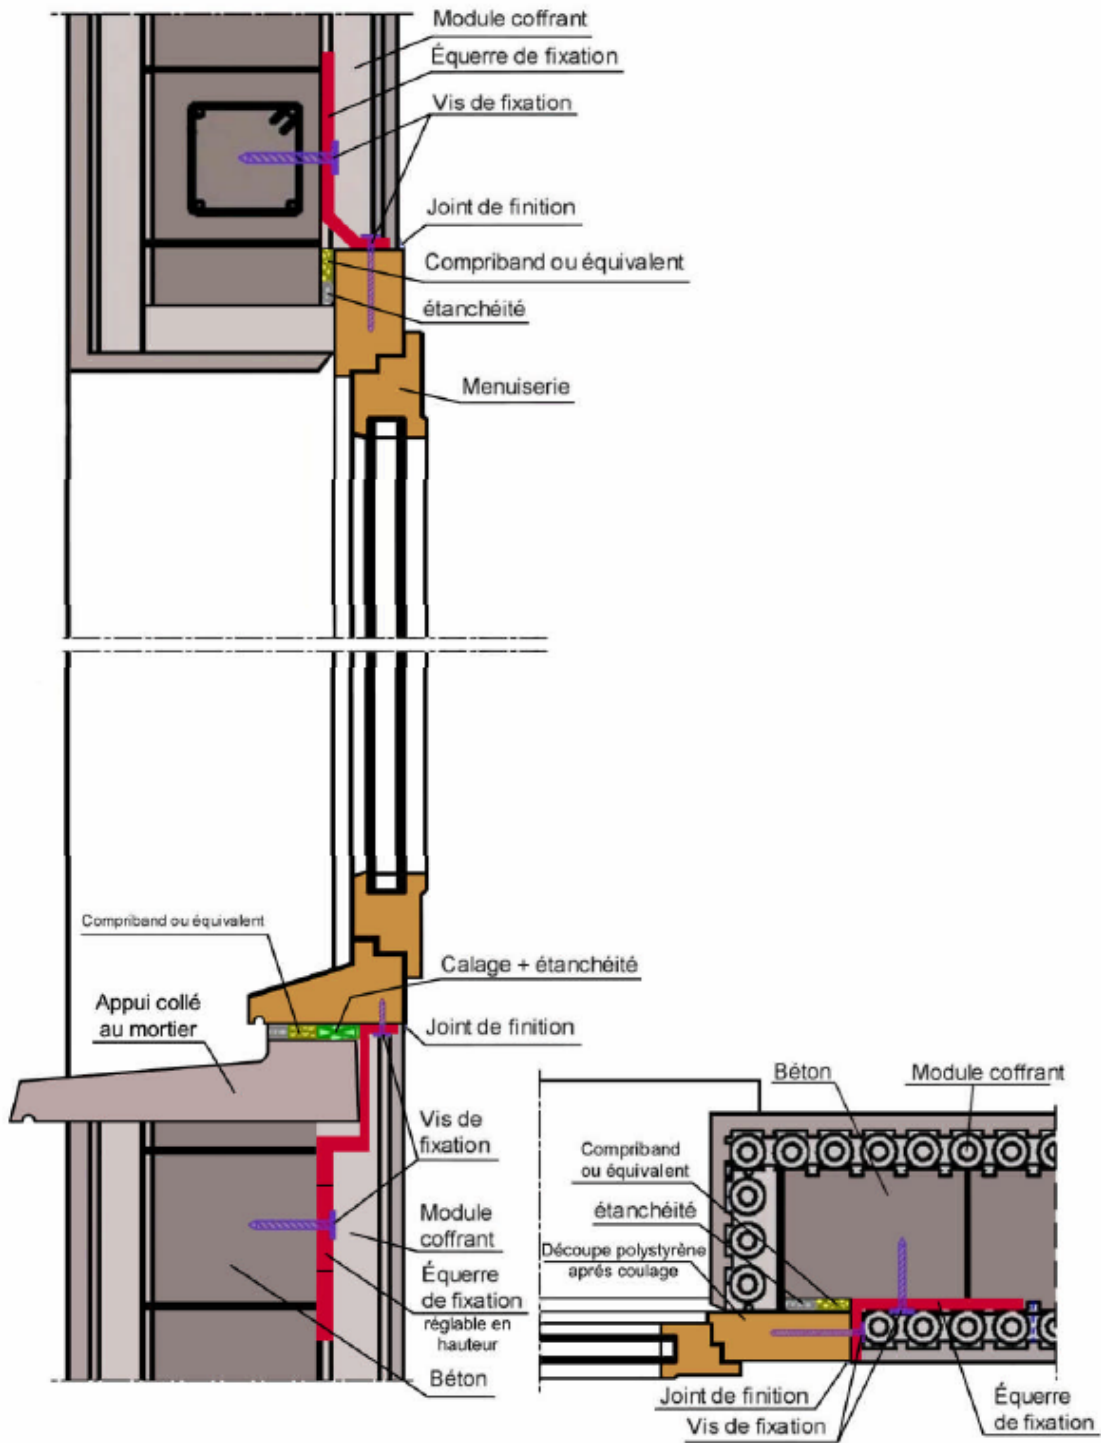 Module coffrant
Équerre de fixation
Vis de fixation
Joint de finition
Compriband ou équivalent
étanchéité
Menuiserie
Compriband ou équivalent
Calage + étanchéité
Appui collé
au mortier
Joint de finition
Vis de
fixation
Module
coffrant
Équerre
de fixation
réglable en
hauteur
Béton
Béton
Module coffrant
Compriband
ou équivalent
étanchéité
Découpe polystyrène
aprés coulage
Joint de finition
Vis de fixation
Équerre
de fixation